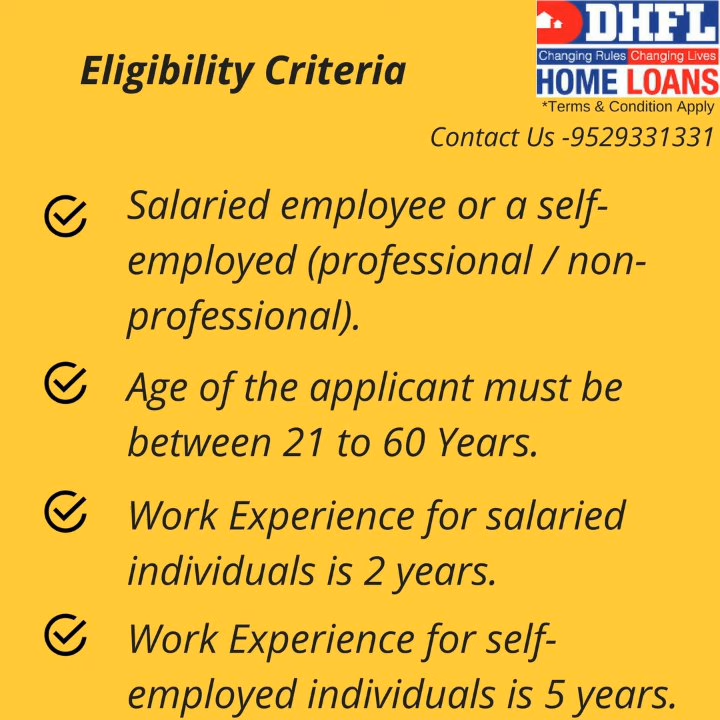 DHFL
Changing Rules Changing Lives
HOME LOANS
*Terms & Condition Apply
Eligibility Criteria
Contact Us -9529331331
Salaried employee or a self-
employed (professional / non-
professional).
Age of the applicant must be
between 21 to 60 Years.
Work Experience for salaried
individuals is 2 years.
Work Experience for self-
employed individuals is 5 years.